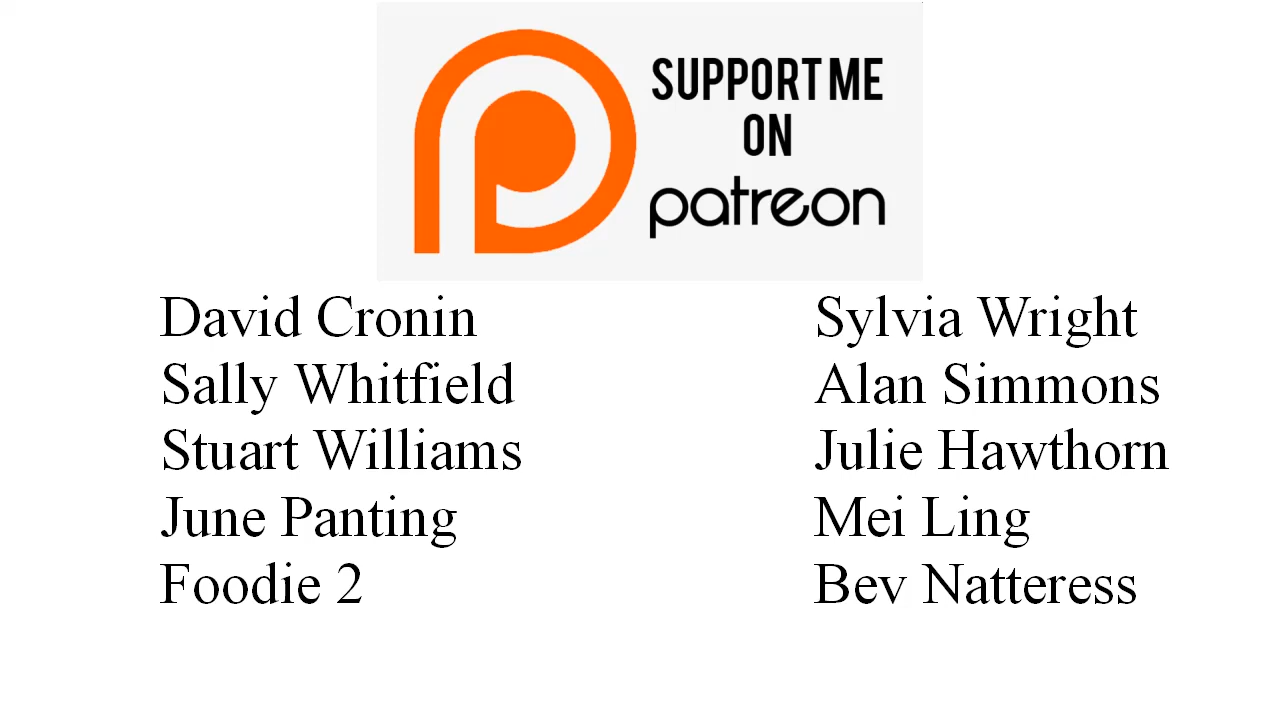 SUPPORT ME
ON
patreon
David Cronin
Sally Whitfield
Stuart Williams
June Panting
Foodie 2
Sylvia Wright
Alan Simmons
Julie Hawthorn
Mei Ling
Bev Natteress